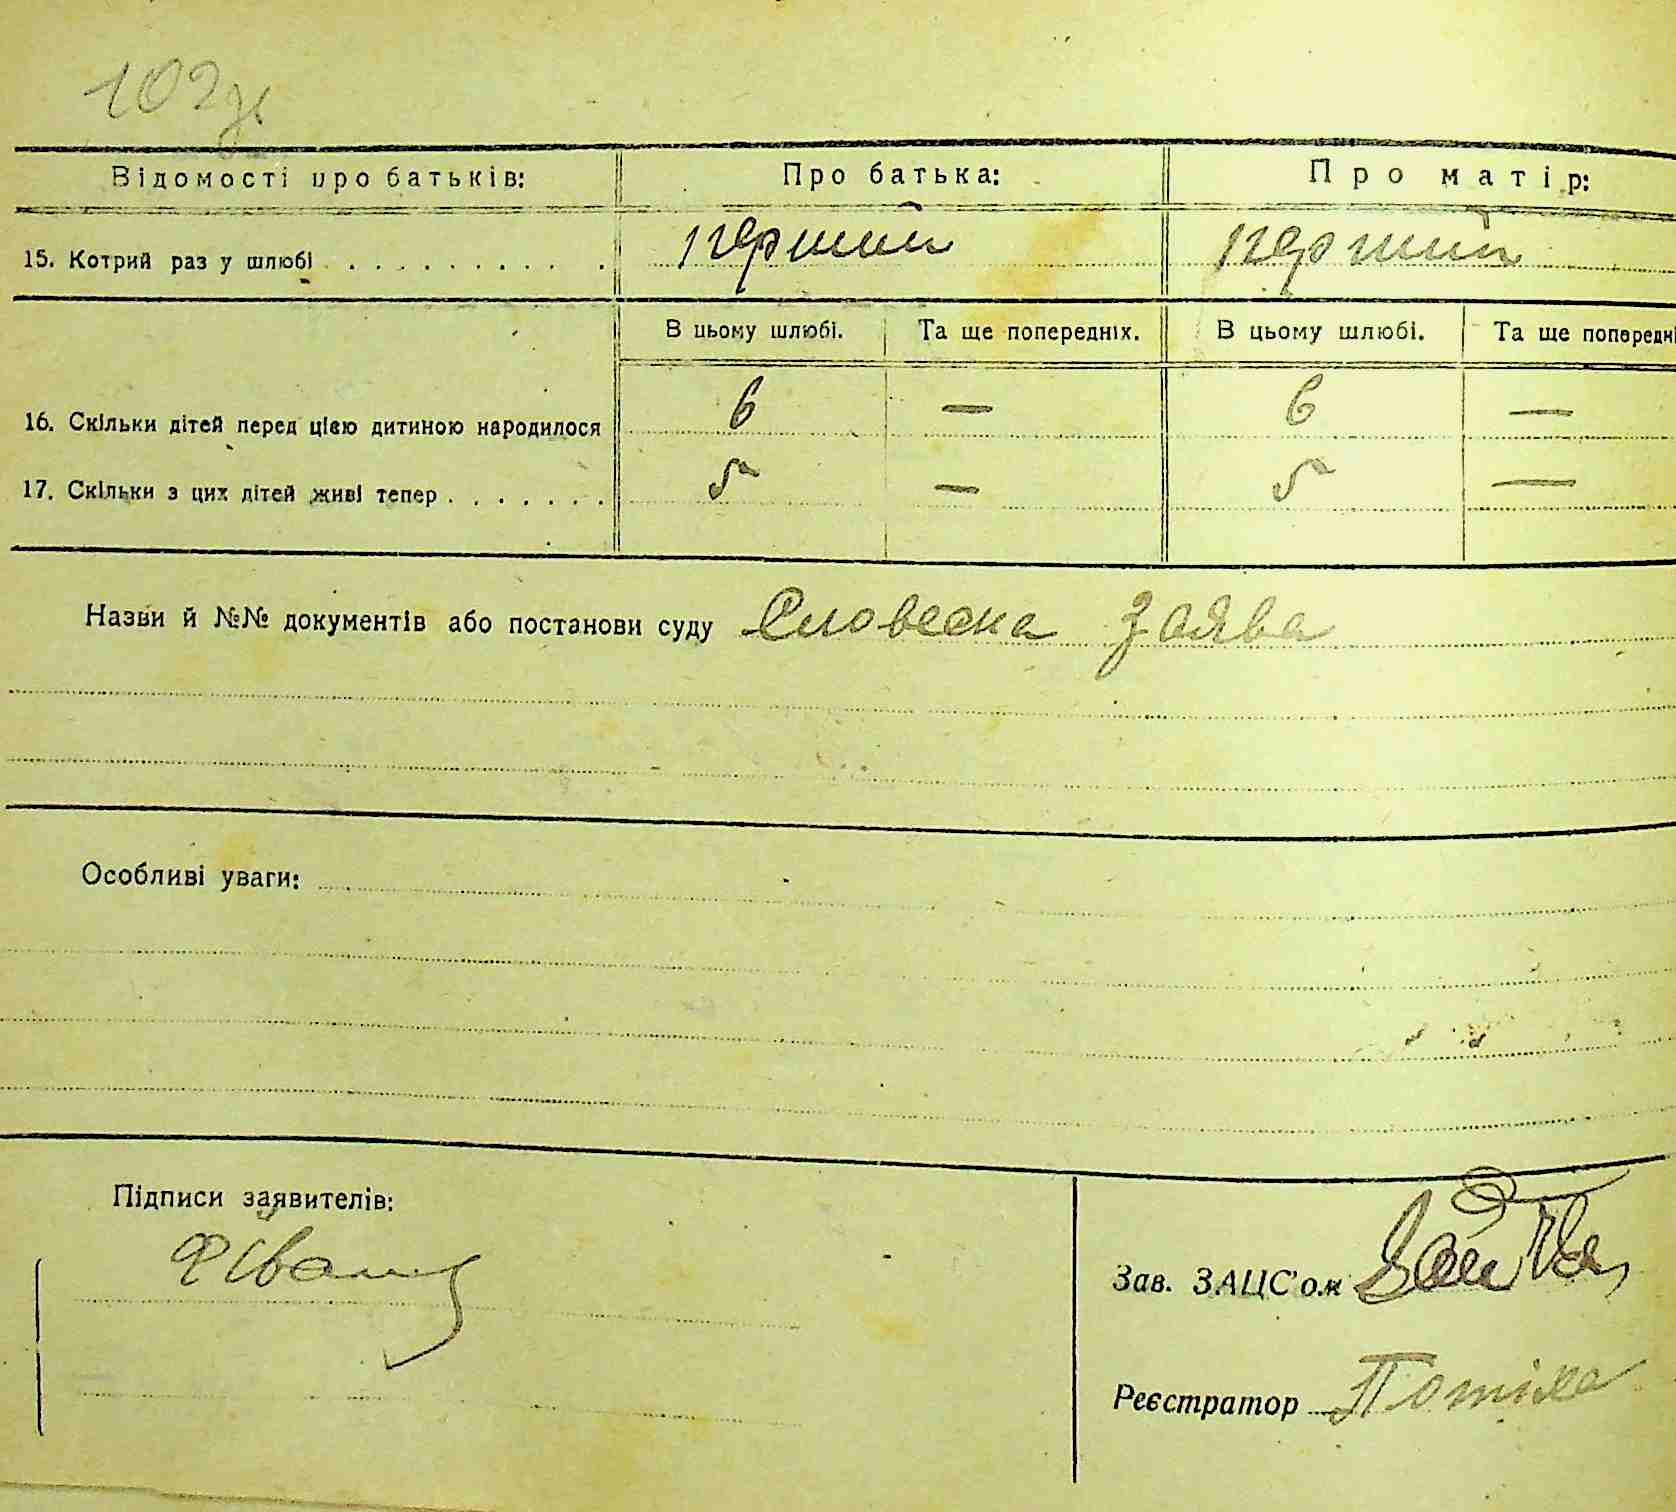 102
Відомості про батьків: Про батька: Про матір:
15. Котрий раз у шлюбі . . . . . . . . . . перший перший
В цьому шлюбі. Та ще попередніх. В цьому шлюбі. Та ще попередні
16. Скільки дітей перед цією дитиною народилося 6 — 6 —
17. Скільки з цих дітей живі тепер . . . . . . . 5 — 5 —
Назви й №№ документів або постанови суду Словесна заява
Особливі уваги:
Підписи заявителів:
Зав. ЗАЦС'ом
Реєстратор